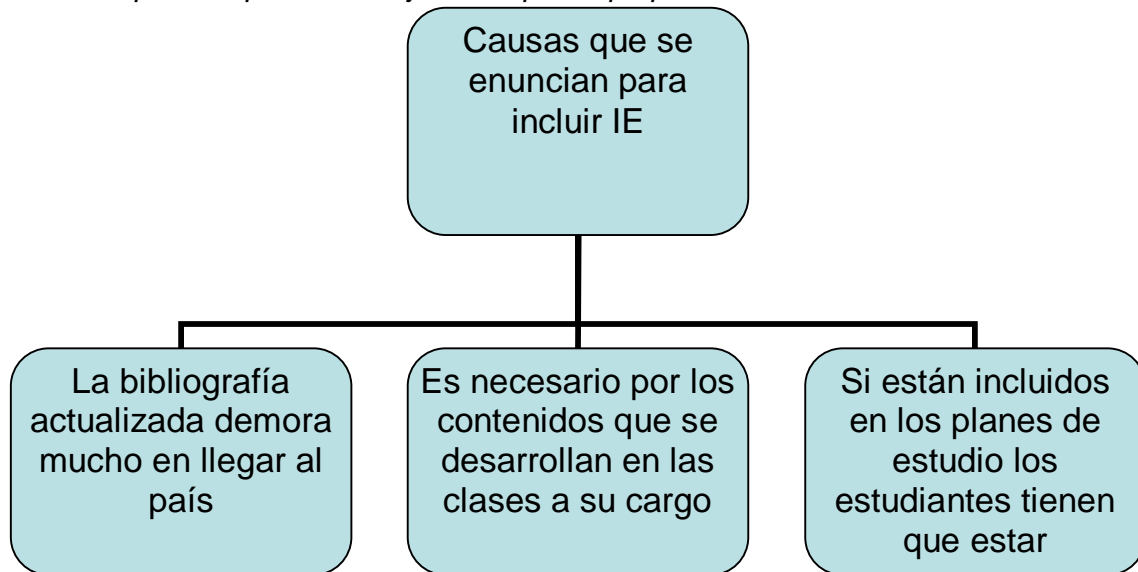 Causas que se
enuncian para
incluir IE
La bibliografía
actualizada demora
mucho en llegar al
país
Es necesario por los
contenidos que se
desarrollan en las
clases a su cargo
Si están incluidos
en los planes de
estudio los
estudiantes tienen
que estar